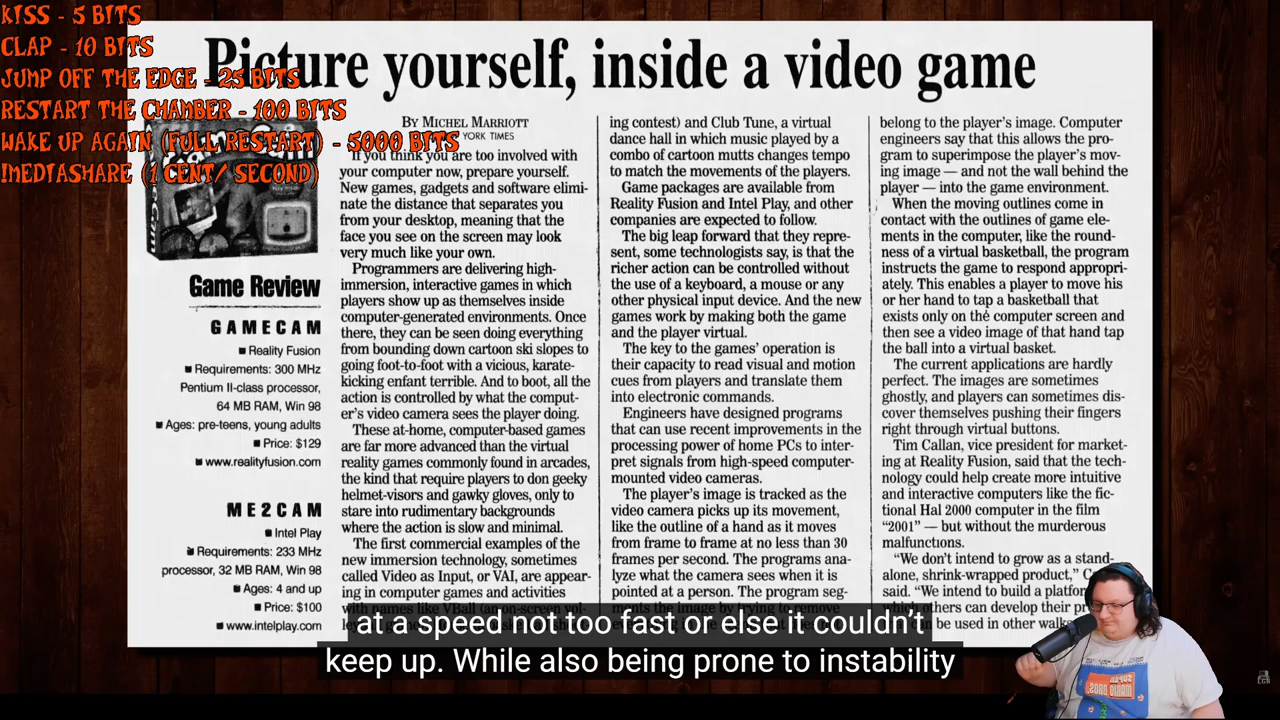 KISS - 5 BITS
CLAP - 10 BITS
JUMP OFF THE EDGE - 25 BITS
RESTART THE CHAMBER - 100 BITS
WAKE UP AGAIN (FULL RESTART) - 5000 BITS
!MEDIASHARE (1 CENT/ SECOND)
Picture yourself, inside a video game
Game Review
GAMECAM
■ Reality Fusion
■ Requirements: 300 MHz
Pentium II-class processor,
64 MB RAM, Win 98
■ Ages: pre-teens, young adults
■ Price: $129
■ www.realityfusion.com
ME2CAM
■ Intel Play
■ Requirements: 233 MHz
processor, 32 MB RAM, Win 98
■ Ages: 4 and up
■ Price: $100
■ www.intelplay.com
BY MICHEL MARRIOTT
YORK TIMES
If you think you are too involved with
your computer now, prepare yourself.
New games, gadgets and software elimi-
nate the distance that separates you
from your desktop, meaning that the
face you see on the screen may look
very much like your own.
Programmers are delivering high-
immersion, interactive games in which
players show up as themselves inside
computer-generated environments. Once
there, they can be seen doing everything
from bounding down cartoon ski slopes to
going foot-to-foot with a vicious, karate-
kicking enfant terrible. And to boot, all the
action is controlled by what the comput-
er's video camera sees the player doing.
These at-home, computer-based games
are far more advanced than the virtual
reality games commonly found in arcades,
the kind that require players to don geeky
helmet-visors and gawky gloves, only to
stare into rudimentary backgrounds
where the action is slow and minimal.
The first commercial examples of the
new immersion technology, sometimes
called Video as Input, or VAI, are appear-
ing in computer games and activities
with names like VBall (an on-screen vol-
ing contest) and Club Tune, a virtual
dance hall in which music played by a
combo of cartoon mutts changes tempo
to match the movements of the players.
Game packages are available from
Reality Fusion and Intel Play, and other
companies are expected to follow.
The big leap forward that they repre-
sent, some technologists say, is that the
richer action can be controlled without
the use of a keyboard, a mouse or any
other physical input device. And the new
games work by making both the game
and the player virtual.
The key to the games' operation is
their capacity to read visual and motion
cues from players and translate them
into electronic commands.
Engineers have designed programs
that can use recent improvements in the
processing power of home PCs to inter-
pret signals from high-speed computer-
mounted video cameras.
The player's image is tracked as the
video camera picks up its movement,
like the outline of a hand as it moves
from frame to frame at no less than 30
frames per second. The programs ana-
lyze what the camera sees when it is
pointed at a person. The program seg-
ments the image by trying to remove
belong to the player's image. Computer
engineers say that this allows the pro-
gram to superimpose the player's mov-
ing image — and not the wall behind the
player — into the game environment.
When the moving outlines come in
contact with the outlines of game ele-
ments in the computer, like the round-
ness of a virtual basketball, the program
instructs the game to respond appropri-
ately. This enables a player to move his
or her hand to tap a basketball that
exists only on the computer screen and
then see a video image of that hand tap
the ball into a virtual basket.
The current applications are hardly
perfect. The images are sometimes
ghostly, and players can sometimes dis-
cover themselves pushing their fingers
right through virtual buttons.
Tim Callan, vice president for market-
ing at Reality Fusion, said that the tech-
nology could help create more intuitive
and interactive computers like the fic-
tional Hal 2000 computer in the film
“2001” — but without the murderous
malfunctions.
“We don't intend to grow as a stand-
alone, shrink-wrapped product,”
said. “We intend to build a platfor
which others can develop their pr
be used in other
at a speed not too fast or else it couldn't
keep up. While also being prone to instability
LGR